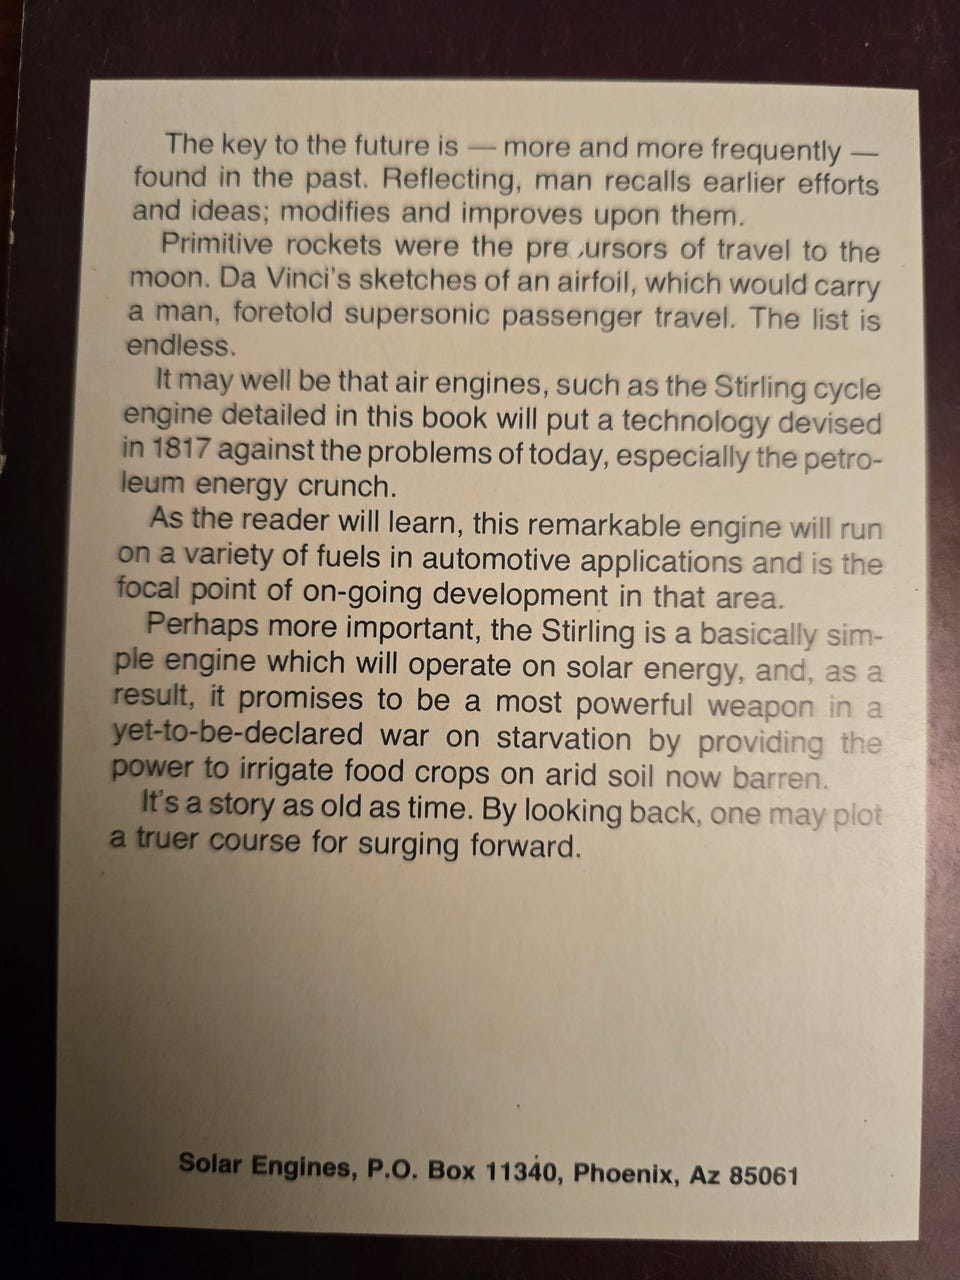 The key to the future is — more and more frequently —
found in the past. Reflecting, man recalls earlier efforts
and ideas; modifies and improves upon them.
Primitive rockets were the precursors of travel to the
moon. Da Vinci's sketches of an airfoil, which would carry
a man, foretold supersonic passenger travel. The list is
endless.
It may well be that air engines, such as the Stirling cycle
engine detailed in this book will put a technology devised
in 1817 against the problems of today, especially the petro-
leum energy crunch.
As the reader will learn, this remarkable engine will run
on a variety of fuels in automotive applications and is the
focal point of on-going development in that area.
Perhaps more important, the Stirling is a basically sim-
ple engine which will operate on solar energy, and, as a
result, it promises to be a most powerful weapon in a
yet-to-be-declared war on starvation by providing the
power to irrigate food crops on arid soil now barren.
It's a story as old as time. By looking back, one may plot
a truer course for surging forward.
Solar Engines, P.O. Box 11340, Phoenix, Az 85061